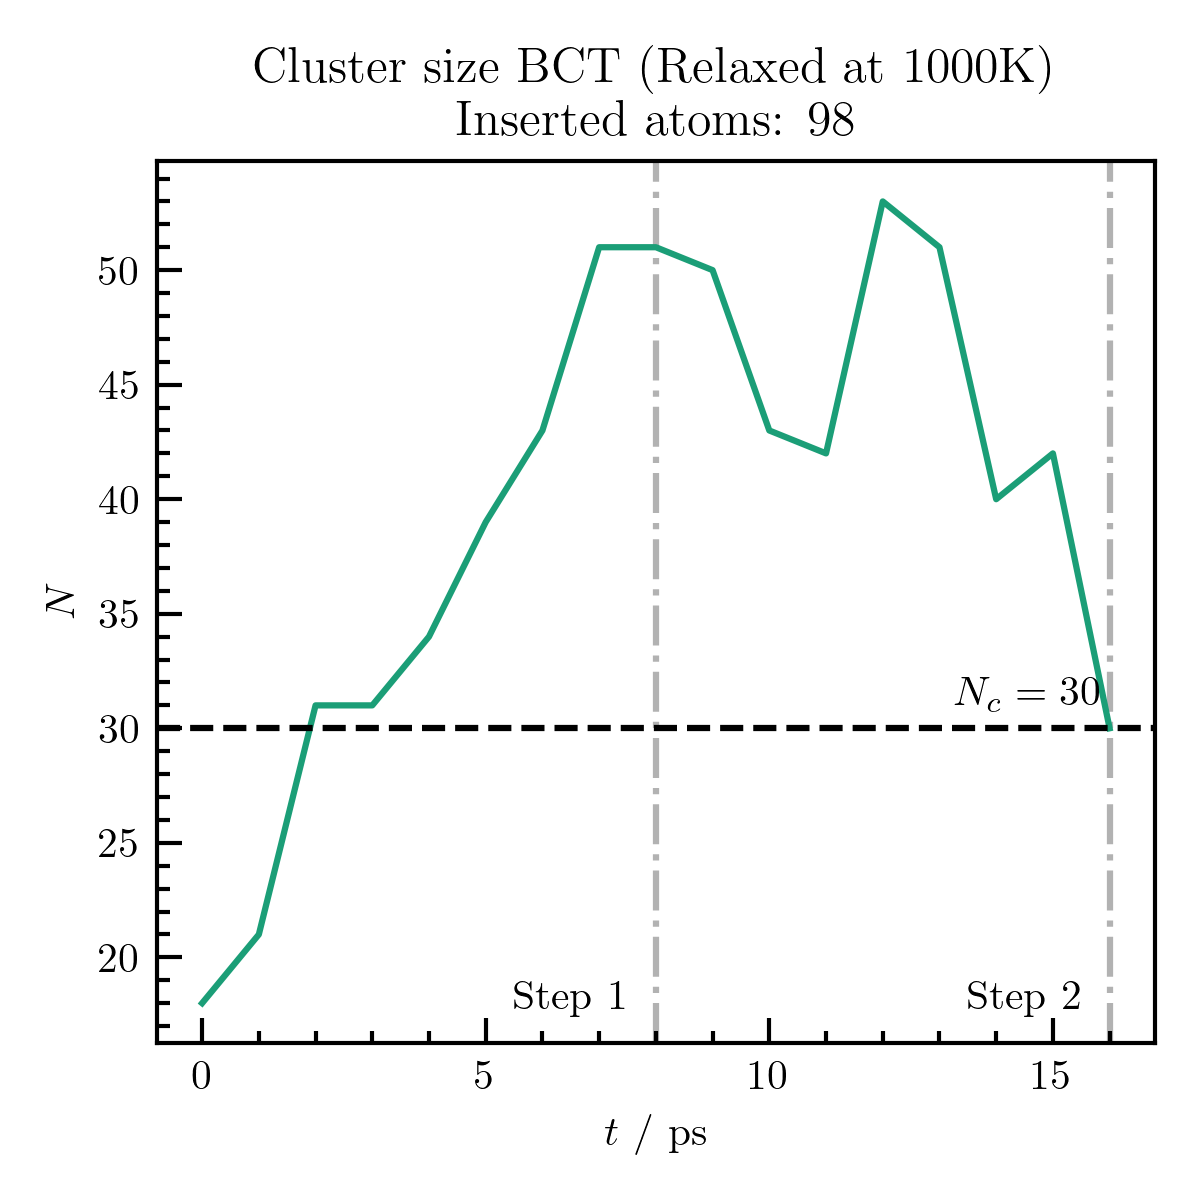 Cluster size BCT (Relaxed at 1000K)
Inserted atoms: 98
50
45
40
35
30
25
20
N
N_c = 30
Step 1
Step 2
0
5
10
15
t / ps